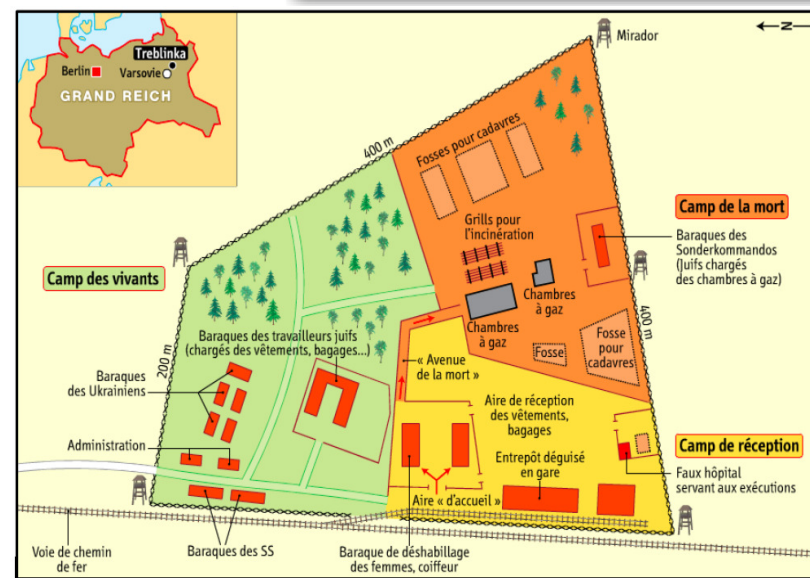 Treblinka
Berlin
Varsovie
GRAND REICH
Mirador
N
400 m
Fosses pour cadavres
Grills pour
l'incinération
Camp de la mort
Baraques des
Sonderkommandos
(Juifs chargés
des chambres à gaz)
Camp des vivants
Chambres
à gaz
Chambres
à gaz
400 m
200 m
Baraques des travailleurs juifs
(chargés des vêtements, bagages...)
« Avenue
de la mort »
Fosse
Fosse
pour
cadavres
Baraques
des Ukrainiens
Aire de réception
des vêtements,
bagages
Administration
Entrepôt déguisé
en gare
Camp de réception
Faux hôpital
servant aux exécutions
Aire « d'accueil »
Voie de chemin
de fer
Baraques des SS
Baraque de déshabillage
des femmes, coiffeur